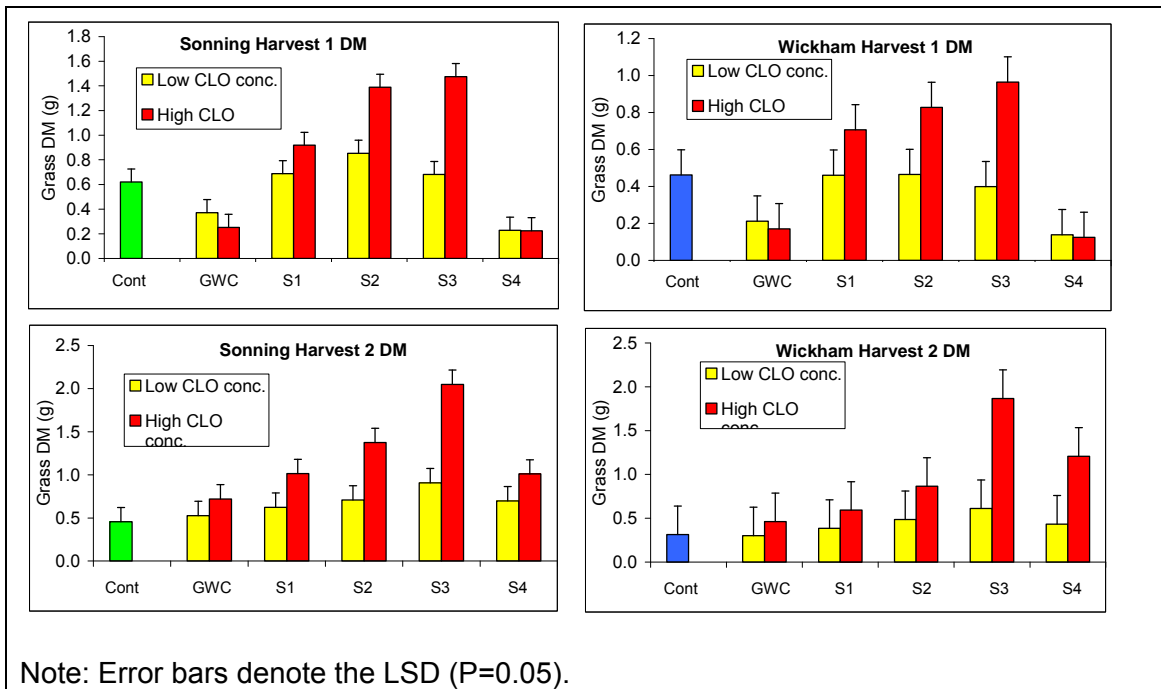 Sonning Harvest 1 DM
Grass DM (g)
1.8
1.6
1.4
1.2
1.0
0.8
0.6
0.4
0.2
0.0
Low CLO conc.
High CLO
Cont GWC S1 S2 S3 S4
Wickham Harvest 1 DM
Grass DM (g)
1.2
1.0
0.8
0.6
0.4
0.2
0.0
Low CLO conc.
High CLO
Cont GWC S1 S2 S3 S4
Sonning Harvest 2 DM
Grass DM (g)
2.5
2.0
1.5
1.0
0.5
0.0
Low CLO conc.
High CLO
conc.
Cont GWC S1 S2 S3 S4
Wickham Harvest 2 DM
Grass DM (g)
2.5
2.0
1.5
1.0
0.5
0.0
Low CLO conc.
High CLO
Cont GWC S1 S2 S3 S4
Note: Error bars denote the LSD (P=0.05).